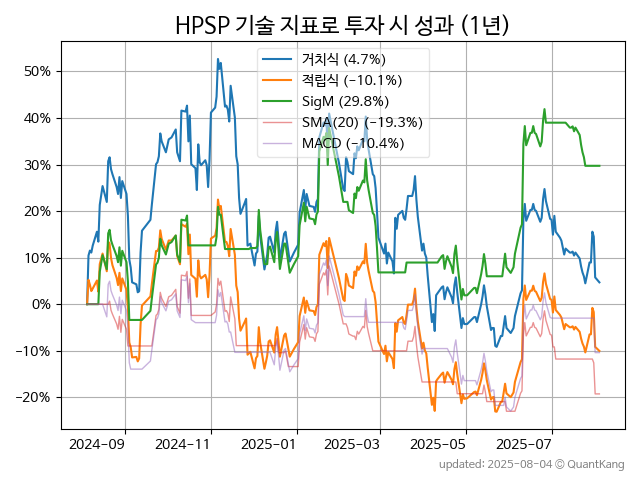 HPSP 기술 지표로 투자 시 성과 (1년)
거치식 (4.7%)
적립식 (−10.1%)
SigM (29.8%)
SMA(20) (−19.3%)
MACD (−10.4%)
50%
40%
30%
20%
10%
0%
−10%
−20%
2024-09 2024-11 2025-01 2025-03 2025-05 2025-07
updated: 2025-08-04 © QuantKang